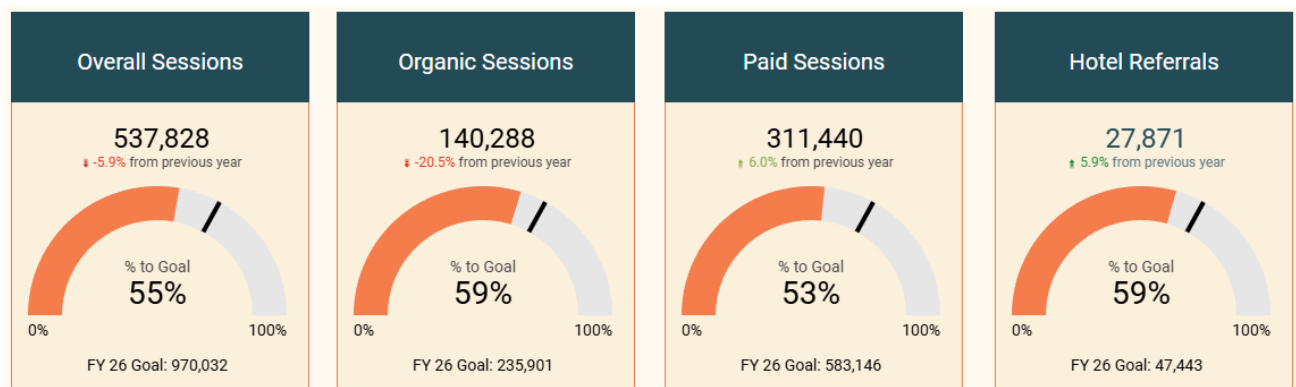 Overall Sessions
537,828
-5.9% from previous year
% to Goal
55%
0% 100%
FY 26 Goal: 970,032
Organic Sessions
140,288
-20.5% from previous year
% to Goal
59%
0% 100%
FY 26 Goal: 235,901
Paid Sessions
311,440
6.0% from previous year
% to Goal
53%
0% 100%
FY 26 Goal: 583,146
Hotel Referrals
27,871
5.9% from previous year
% to Goal
59%
0% 100%
FY 26 Goal: 47,443